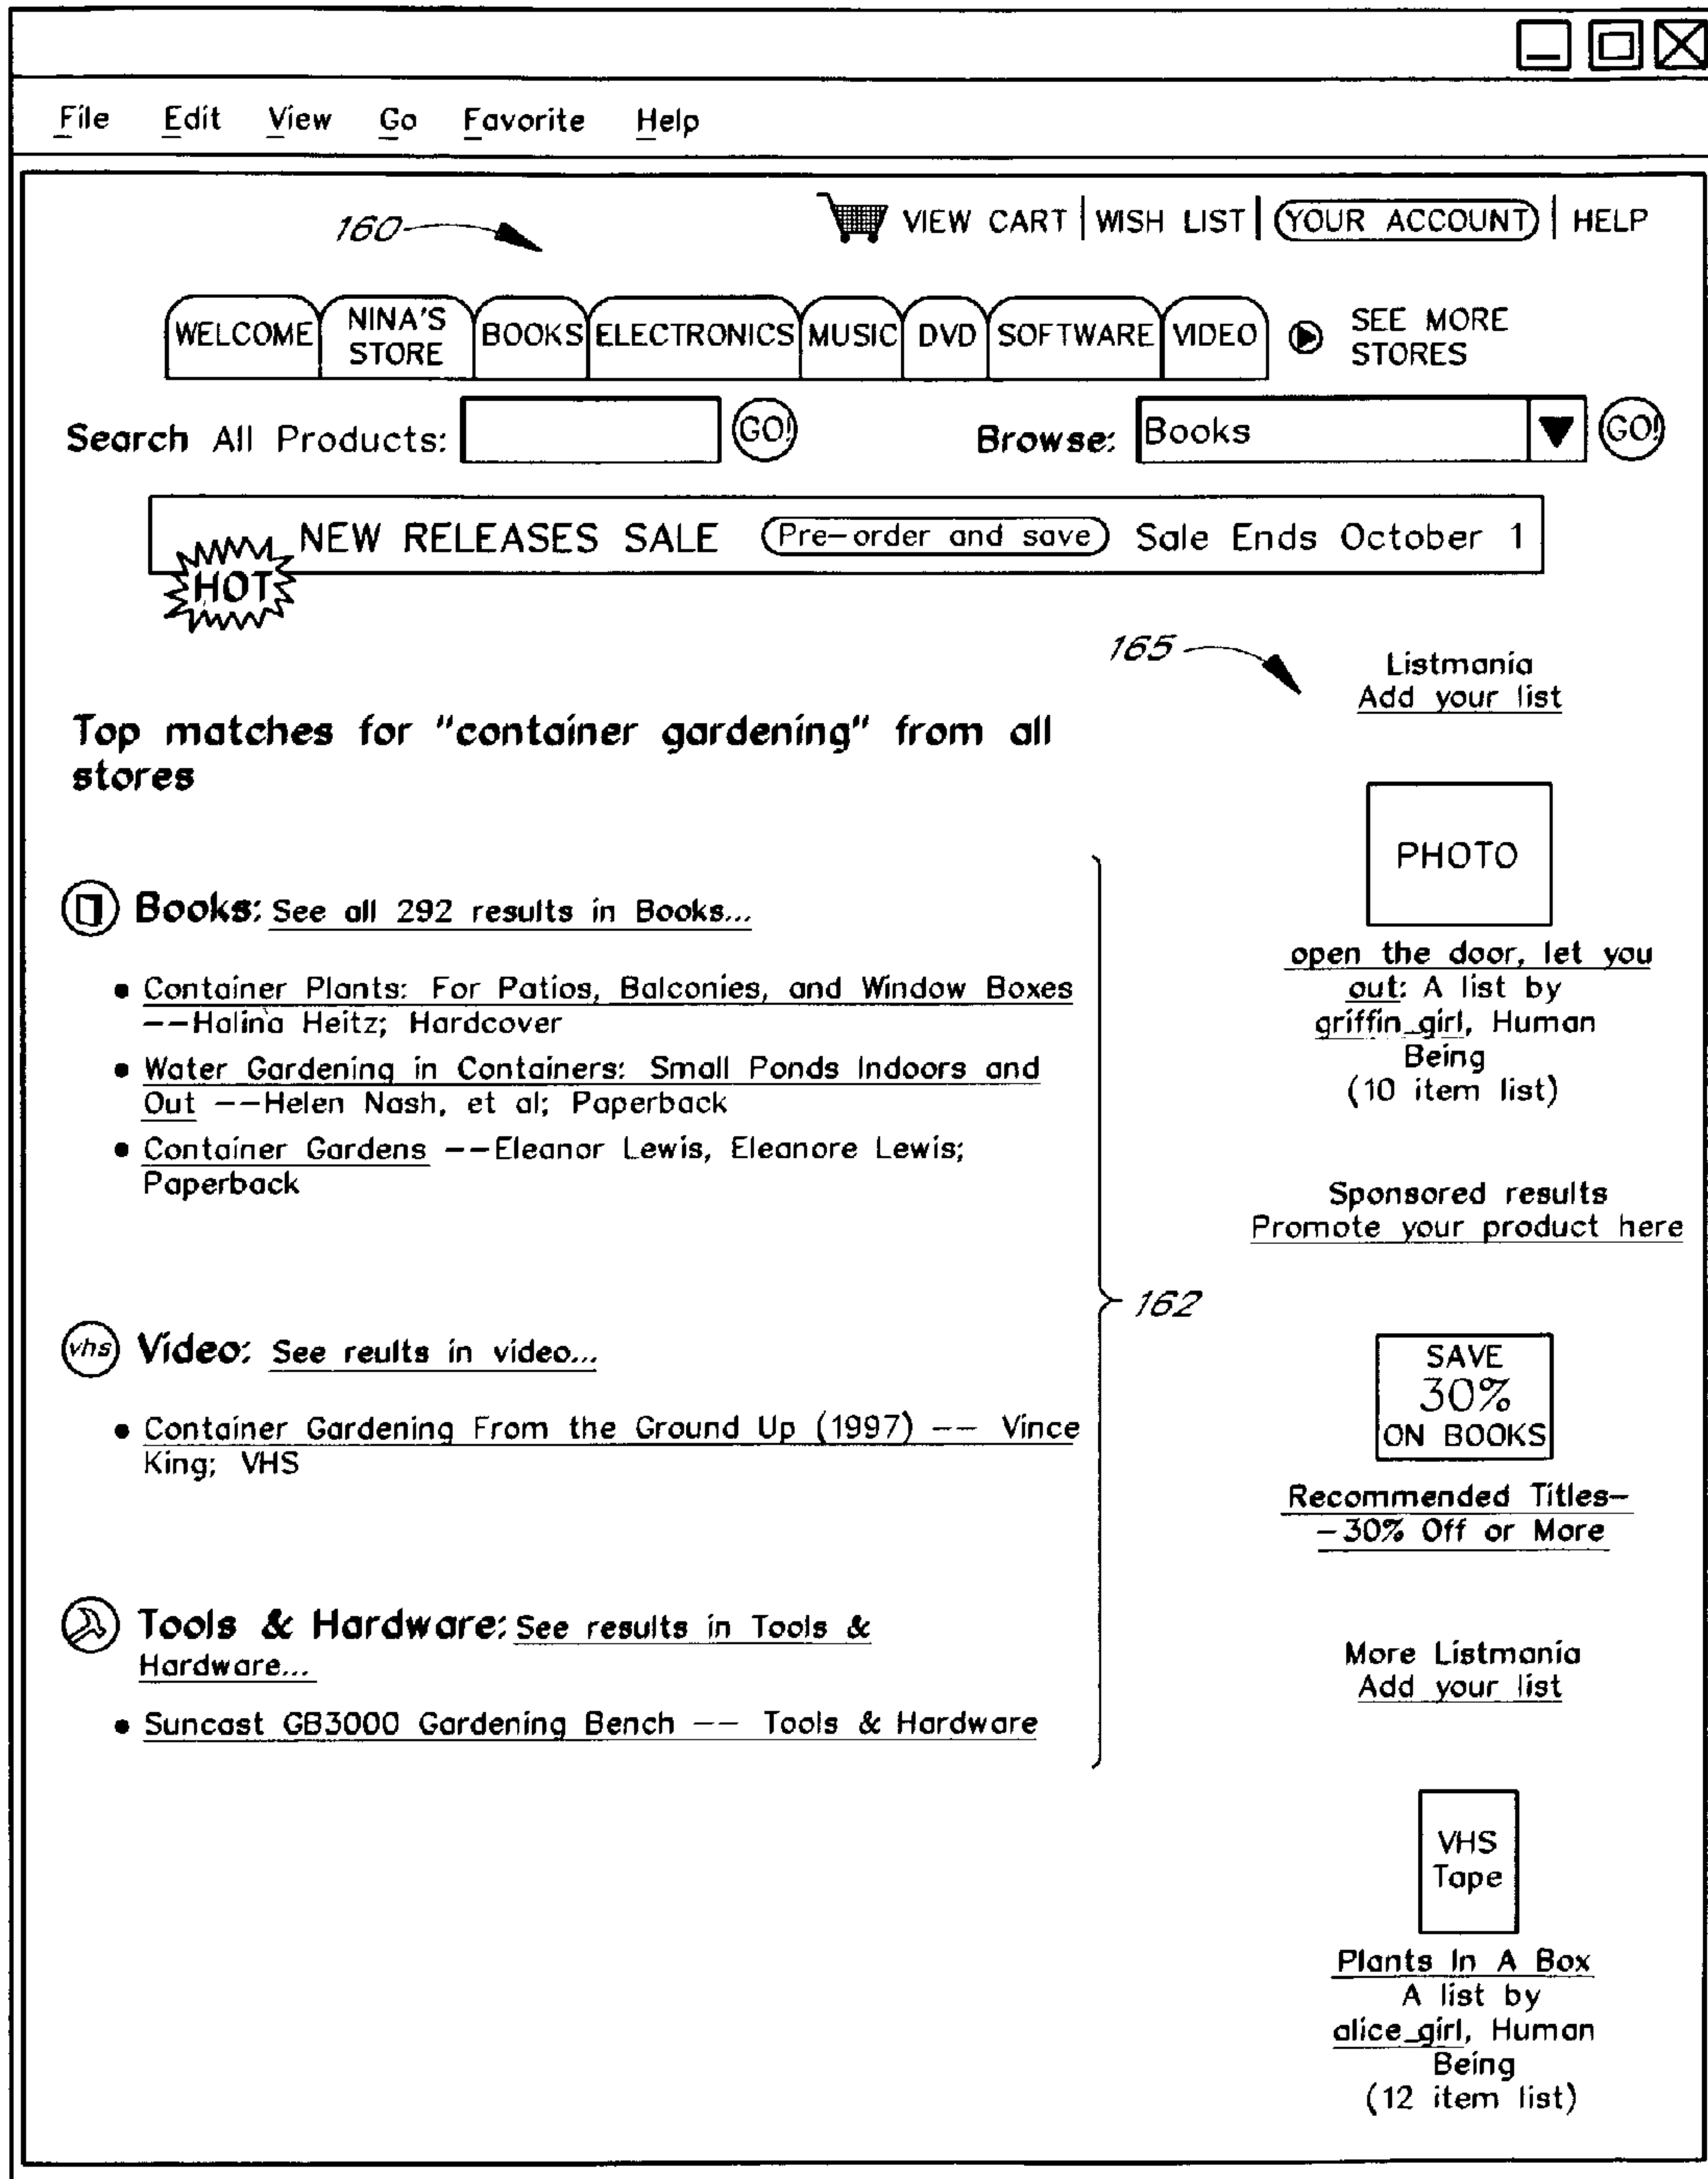 File Edit View Go Favorite Help
160
VIEW CART | WISH LIST | YOUR ACCOUNT | HELP
WELCOME NINA'S STORE BOOKS ELECTRONICS MUSIC DVD SOFTWARE VIDEO SEE MORE STORES
Search All Products: GO! Browse: Books GO!
NEW RELEASES SALE Pre-order and save Sale Ends October 1
HOT
165
Listmania
Add your list
Top matches for "container gardening" from all
stores
PHOTO
open the door, let you
out: A list by
griffin_girl, Human
Being
(10 item list)
Books: See all 292 results in Books...
• Container Plants: For Patios, Balconies, and Window Boxes
--Halina Heitz; Hardcover
• Water Gardening in Containers: Small Ponds Indoors and
Out --Helen Nash, et al; Paperback
• Container Gardens --Eleanor Lewis, Eleanore Lewis;
Paperback
Sponsored results
Promote your product here
162
vhs Video: See reults in video...
• Container Gardening From the Ground Up (1997) -- Vince
King; VHS
SAVE
30%
ON BOOKS
Recommended Titles-
-30% Off or More
Tools & Hardware: See results in Tools &
Hardware...
• Suncast GB3000 Gardening Bench -- Tools & Hardware
More Listmania
Add your list
VHS
Tape
Plants In A Box
A list by
alice_girl, Human
Being
(12 item list)